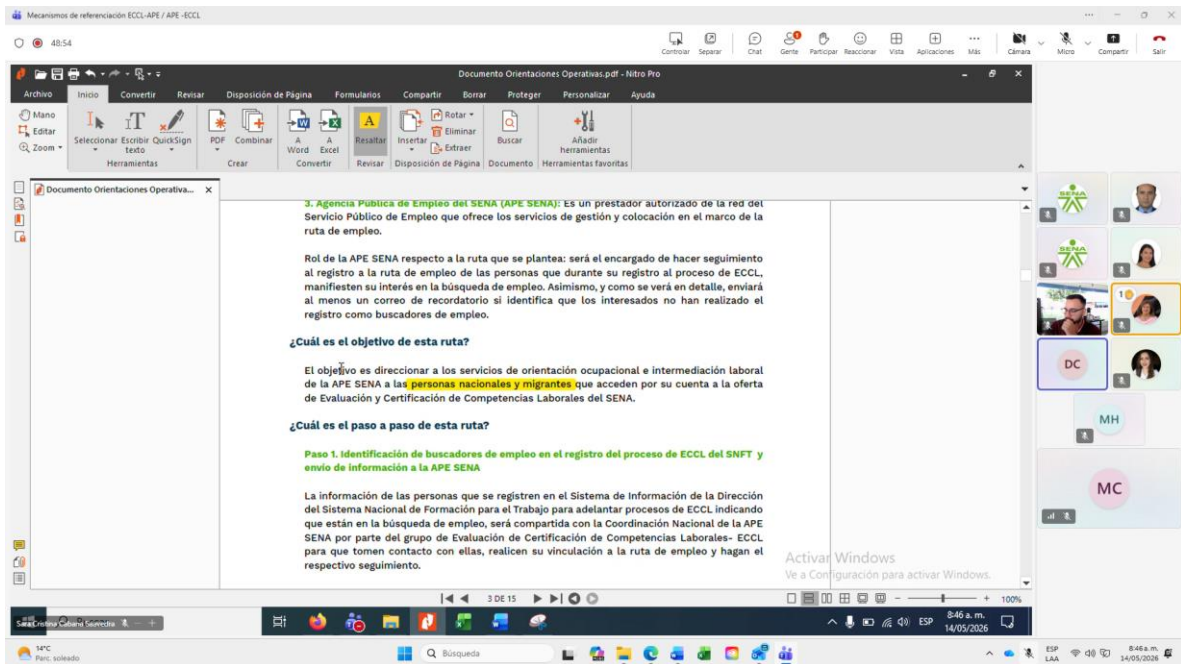 Mecanismos de referenciación ECCL-APE / APE -ECCL
48:54
Controlar Separar Chat Gente Participar Reaccionar Vista Aplicaciones Más Cámara Micro Compartir Salir
Documento Orientaciones Operativas.pdf - Nitro Pro
Archivo Inicio Convertir Revisar Disposición de Página Formularios Compartir Borrar Proteger Personalizar Ayuda
Mano
Editar
Zoom
Seleccionar Escribir texto QuickSign
Herramientas
PDF Combinar
Crear
A Word A Excel
Convertir
Resaltar
Revisar
Insertar Rotar
Eliminar
Extraer
Disposición de Página
Buscar
Documento
Añadir herramientas
Herramientas favoritas
Documento Orientaciones Operativa...
3. Agencia Pública de Empleo del SENA (APE SENA): Es un prestador autorizado de la red del
Servicio Público de Empleo que ofrece los servicios de gestión y colocación en el marco de la
ruta de empleo.
Rol de la APE SENA respecto a la ruta que se plantea: será el encargado de hacer seguimiento
al registro a la ruta de empleo de las personas que durante su registro al proceso de ECCL,
manifiesten su interés en la búsqueda de empleo. Asimismo, y como se verá en detalle, enviará
al menos un correo de recordatorio si identifica que los interesados no han realizado el
registro como buscadores de empleo.
¿Cuál es el objetivo de esta ruta?
El objetivo es direccionar a los servicios de orientación ocupacional e intermediación laboral
de la APE SENA a las personas nacionales y migrantes que acceden por su cuenta a la oferta
de Evaluación y Certificación de Competencias Laborales del SENA.
¿Cuál es el paso a paso de esta ruta?
Paso 1. Identificación de buscadores de empleo en el registro del proceso de ECCL del SNFT y
envío de información a la APE SENA
La información de las personas que se registren en el Sistema de Información de la Dirección
del Sistema Nacional de Formación para el Trabajo para adelantar procesos de ECCL indicando
que están en la búsqueda de empleo, será compartida con la Coordinación Nacional de la APE
SENA por parte del grupo de Evaluación de Certificación de Competencias Laborales- ECCL
para que tomen contacto con ellas, realicen su vinculación a la ruta de empleo y hagan el
respectivo seguimiento.
SENA
SENA
1
DC
MH
MC
Activar Windows
Ve a Configuración para activar Windows.
3 DE 15
100%
Sara Cristina Cabana Saavedra
ESP
8:46 a. m.
14/05/2026
14°C
Parc. soleado
Búsqueda
ESP
LAA
8:46 a.m.
14/05/2026